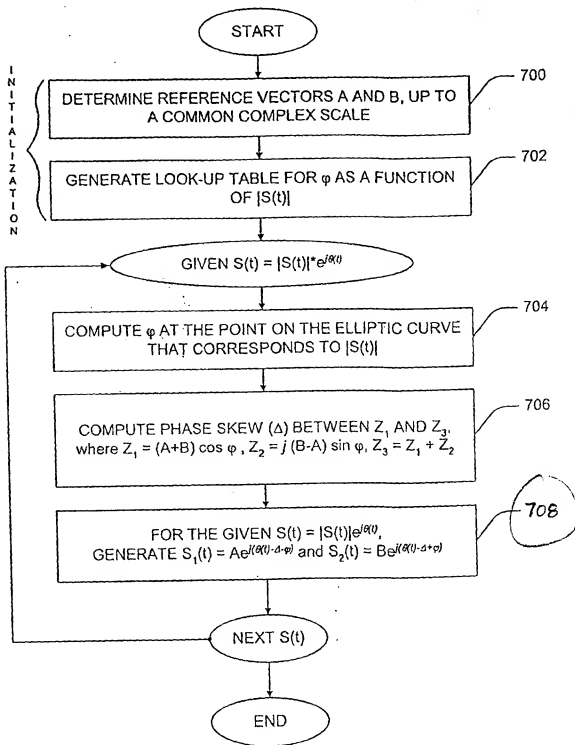 START
INITIALIZATION
700
DETERMINE REFERENCE VECTORS A AND B, UP TO
A COMMON COMPLEX SCALE
702
GENERATE LOOK-UP TABLE FOR φ AS A FUNCTION
OF |S(t)|
GIVEN S(t) = |S(t)|*e^{jθ(t)}
704
COMPUTE φ AT THE POINT ON THE ELLIPTIC CURVE
THAT CORRESPONDS TO |S(t)|
706
COMPUTE PHASE SKEW (Δ) BETWEEN Z₁ AND Z₃,
where Z₁ = (A+B) cos φ , Z₂ = j (B-A) sin φ, Z₃ = Z₁ + Z₂
708
FOR THE GIVEN S(t) = |S(t)|e^{jθ(t)},
GENERATE S₁(t) = Ae^{j(θ(t)-Δ-φ)} and S₂(t) = Be^{j(θ(t)-Δ+φ)}
NEXT S(t)
END